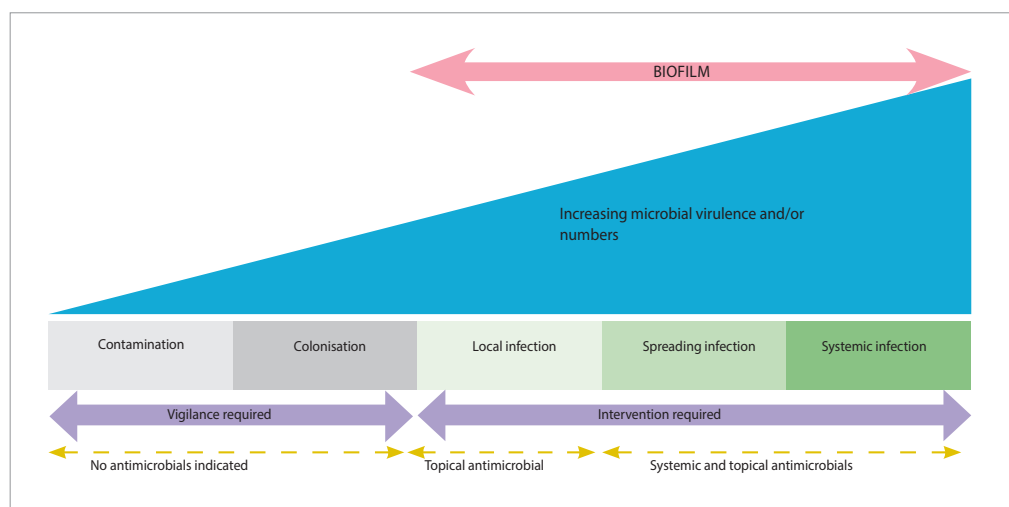 BIOFILM
Increasing microbial virulence and/or
numbers
Contamination
Colonisation
Local infection
Spreading infection
Systemic infection
Vigilance required
Intervention required
No antimicrobials indicated
Topical antimicrobial
Systemic and topical antimicrobials